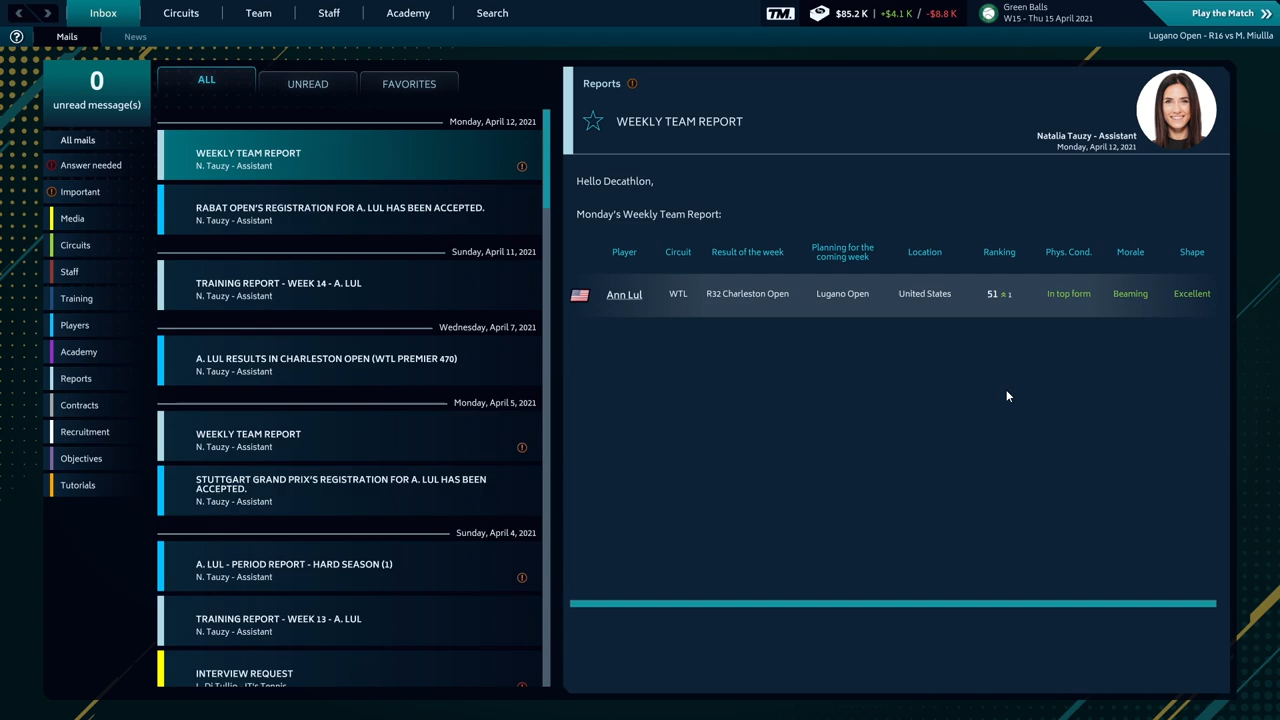 Inbox
Circuits
Team
Staff
Academy
Search
TM.
$85.2 K | +$4.1 K / -$8.8 K
Green Balls
W15 - Thu 15 April 2021
Play the Match
Mails
News
Lugano Open - R16 vs M. Miullla
0
unread message(s)
All mails
Answer needed
Important
Media
Circuits
Staff
Training
Players
Academy
Reports
Contracts
Recruitment
Objectives
Tutorials
ALL
UNREAD
FAVORITES
Monday, April 12, 2021
WEEKLY TEAM REPORT
N. Tauzy - Assistant
RABAT OPEN'S REGISTRATION FOR A. LUL HAS BEEN ACCEPTED.
N. Tauzy - Assistant
Sunday, April 11, 2021
TRAINING REPORT - WEEK 14 - A. LUL
N. Tauzy - Assistant
Wednesday, April 7, 2021
A. LUL RESULTS IN CHARLESTON OPEN (WTL PREMIER 470)
N. Tauzy - Assistant
Monday, April 5, 2021
WEEKLY TEAM REPORT
N. Tauzy - Assistant
STUTTGART GRAND PRIX'S REGISTRATION FOR A. LUL HAS BEEN
ACCEPTED.
N. Tauzy - Assistant
Sunday, April 4, 2021
A. LUL - PERIOD REPORT - HARD SEASON (1)
N. Tauzy - Assistant
TRAINING REPORT - WEEK 13 - A. LUL
N. Tauzy - Assistant
INTERVIEW REQUEST
L. Di Tullio - IT's Tennis
Reports
WEEKLY TEAM REPORT
Natalia Tauzy - Assistant
Monday, April 12, 2021
Hello Decathlon,
Monday's Weekly Team Report:
Player
Circuit
Result of the week
Planning for the
coming week
Location
Ranking
Phys. Cond.
Morale
Shape
Ann Lul
WTL
R32 Charleston Open
Lugano Open
United States
51 1
In top form
Beaming
Excellent